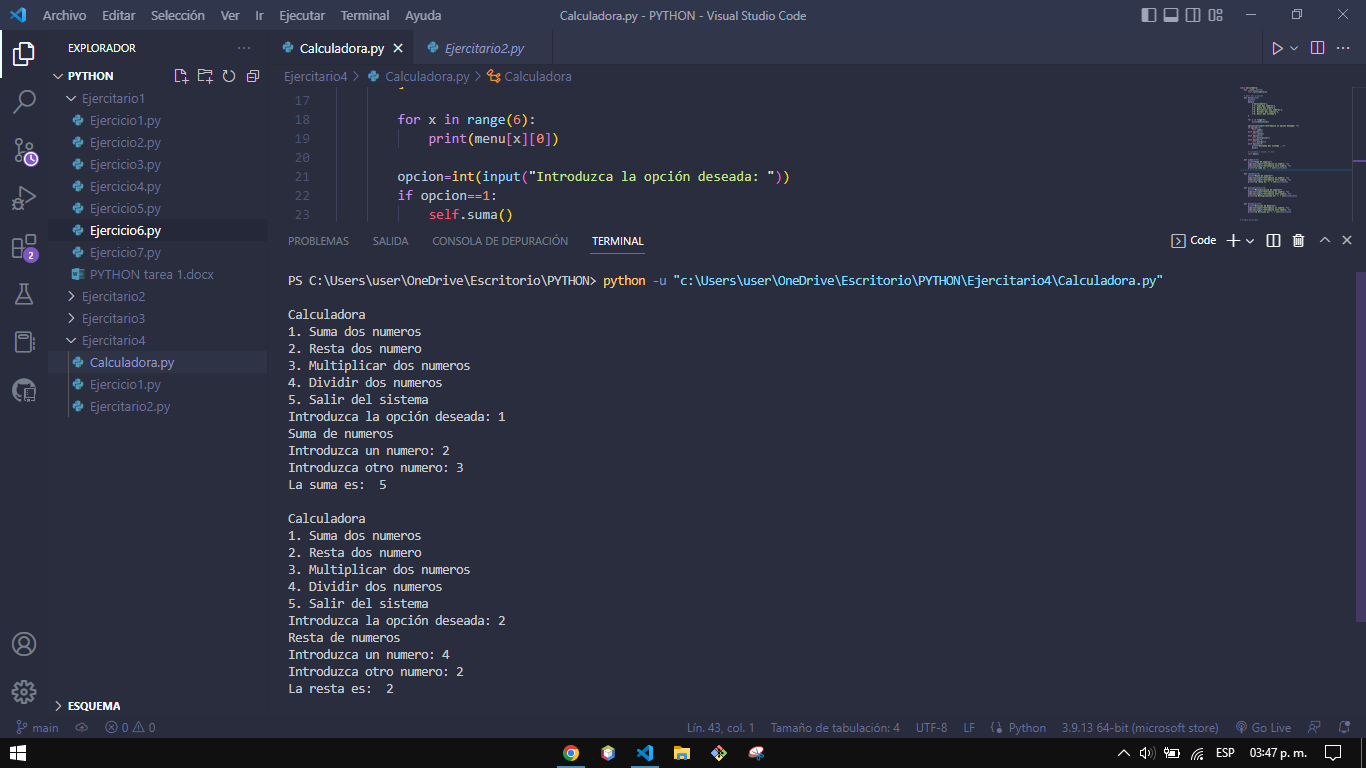 Archivo Editar Selección Ver Ir Ejecutar Terminal Ayuda Calculadora.py - PYTHON - Visual Studio Code
EXPLORADOR
PYTHON
Ejercitario1
Ejercicio1.py
Ejercicio2.py
Ejercicio3.py
Ejercicio4.py
Ejercicio5.py
Ejercicio6.py
Ejercicio7.py
PYTHON tarea 1.docx
Ejercitario2
Ejercitario3
Ejercitario4
Calculadora.py
Ejercicio1.py
Ejercitario2.py
ESQUEMA
2
Calculadora.py Ejercitario2.py
Ejercitario4 > Calculadora.py > Calculadora
17 ]
18 for x in range(6):
19 print(menu[x][0])
20
21 opcion=int(input("Introduzca la opción deseada: "))
22 if opcion==1:
23 self.suma()
PROBLEMAS SALIDA CONSOLA DE DEPURACIÓN TERMINAL Code
PS C:\Users\user\OneDrive\Escritorio\PYTHON> python -u "c:\Users\user\OneDrive\Escritorio\PYTHON\Ejercitario4\Calculadora.py"
Calculadora
1. Suma dos numeros
2. Resta dos numero
3. Multiplicar dos numeros
4. Dividir dos numeros
5. Salir del sistema
Introduzca la opción deseada: 1
Suma de numeros
Introduzca un numero: 2
Introduzca otro numero: 3
La suma es:  5
Calculadora
1. Suma dos numeros
2. Resta dos numero
3. Multiplicar dos numeros
4. Dividir dos numeros
5. Salir del sistema
Introduzca la opción deseada: 2
Resta de numeros
Introduzca un numero: 4
Introduzca otro numero: 2
La resta es:  2
main 0 0 Lín. 43, col. 1 Tamaño de tabulación: 4 UTF-8 LF Python 3.9.13 64-bit (microsoft store) Go Live
ESP 03:47 p. m.